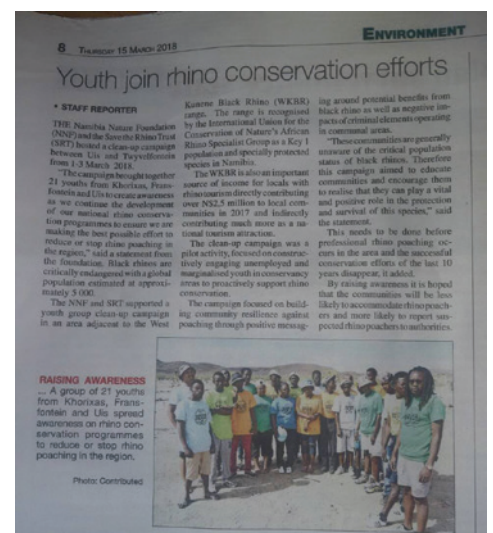 ENVIRONMENT
8 THURSDAY 15 MARCH 2018
Youth join rhino conservation efforts
• STAFF REPORTER
THE Namibia Nature Foundation
(NNF) and the Save the Rhino Trust
(SRT) hosted a clean-up campaign
between Uis and Twyvelfontein
from 1-3 March 2018.
"The campaign brought together
21 youths from Khorixas, Frans-
fontein and Uis to create awareness
as we continue the development
of our national rhino conserva-
tion programmes to ensure we are
making the best possible effort to
reduce or stop rhino poaching in
the region," said a statement from
the foundation. Black rhinos are
critically endangered with a global
population estimated at approxi-
mately 5 000.
The NNF and SRT supported a
youth group clean-up campaign
in an area adjacent to the West
Kunene Black Rhino (WKBR)
range. The range is recognised
by the International Union for the
Conservation of Nature's African
Rhino Specialist Group as a Key 1
population and specially protected
species in Namibia.
The WKBR is also an important
source of income for locals with
rhino tourism directly contributing
over N$2,5 million to local com-
munities in 2017 and indirectly
contributing much more as a na-
tional tourism attraction.
The clean-up campaign was a
pilot activity, focused on construc-
tively engaging unemployed and
marginalised youth in conservancy
areas to proactively support rhino
conservation.
The campaign focused on build-
ing community resilience against
poaching through positive messag-
ing around potential benefits from
black rhino as well as negative im-
pacts of criminal elements operating
in communal areas.
"These communities are generally
unaware of the critical population
status of black rhinos. Therefore
this campaign aimed to educate
communities and encourage them
to realise that they can play a vital
and positive role in the protection
and survival of this species," said
the statement.
This needs to be done before
professional rhino poaching oc-
curs in the area and the successful
conservation efforts of the last 10
years disappear, it added.
By raising awareness it is hoped
that the communities will be less
likely to accommodate rhino poach-
ers and more likely to report sus-
pected rhino poachers to authorities.
RAISING AWARENESS
... A group of 21 youths
from Khorixas, Frans-
fontein and Uis spread
awareness on rhino con-
servation programmes
to reduce or stop rhino
poaching in the region.
Photo: Contributed